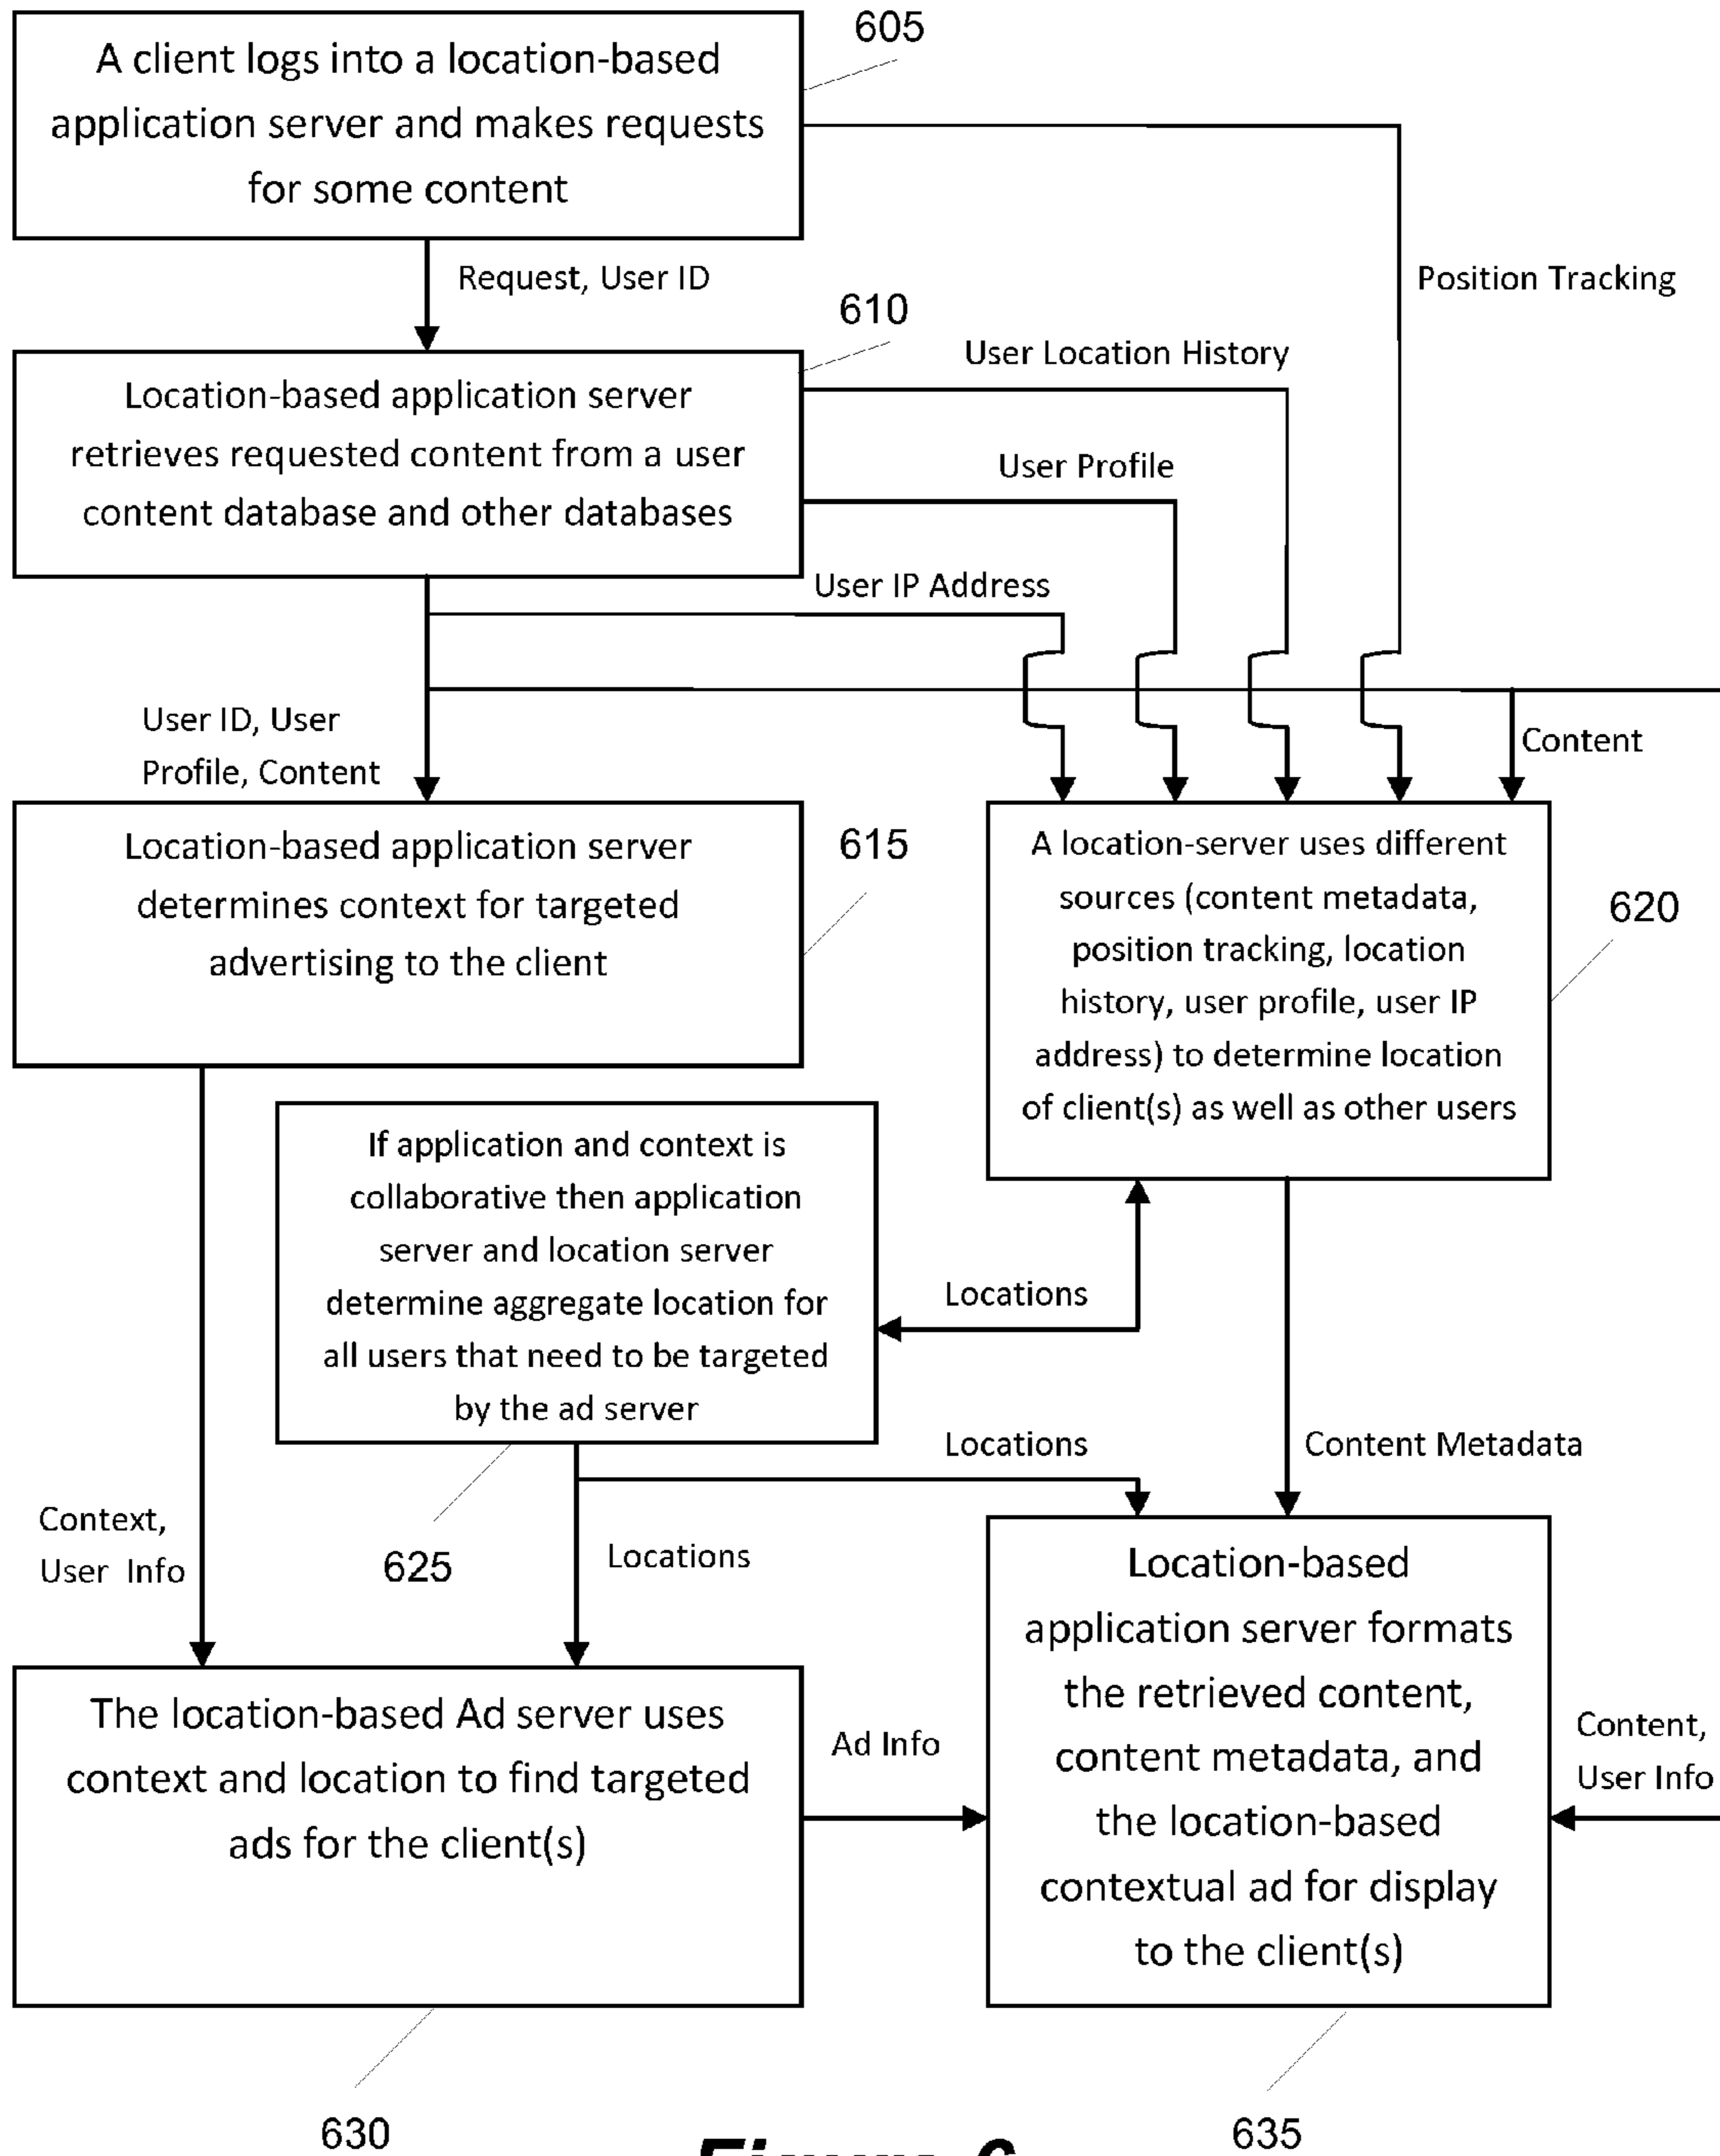 605
A client logs into a location-based
application server and makes requests
for some content
Request, User ID
Position Tracking
610
User Location History
Location-based application server
retrieves requested content from a user
content database and other databases
User Profile
User IP Address
User ID, User
Profile, Content
Content
Location-based application server
determines context for targeted
advertising to the client
615
A location-server uses different
sources (content metadata,
position tracking, location
history, user profile, user IP
address) to determine location
of client(s) as well as other users
620
If application and context is
collaborative then application
server and location server
determine aggregate location for
all users that need to be targeted
by the ad server
Locations
Locations
Content Metadata
Context,
User Info
625
Locations
The location-based Ad server uses
context and location to find targeted
ads for the client(s)
Ad Info
Location-based
application server formats
the retrieved content,
content metadata, and
the location-based
contextual ad for display
to the client(s)
Content,
User Info
630
635
Figure 6